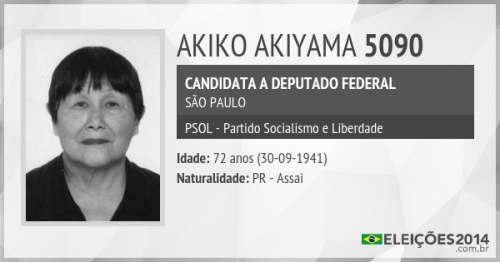 AKIKO AKIYAMA 5090
CANDIDATA A DEPUTADO FEDERAL
SÃO PAULO
PSOL - Partido Socialismo e Liberdade
Idade: 72 anos (30-09-1941)
Naturalidade: PR - Assai
ELEIÇÕES2014
.com.br